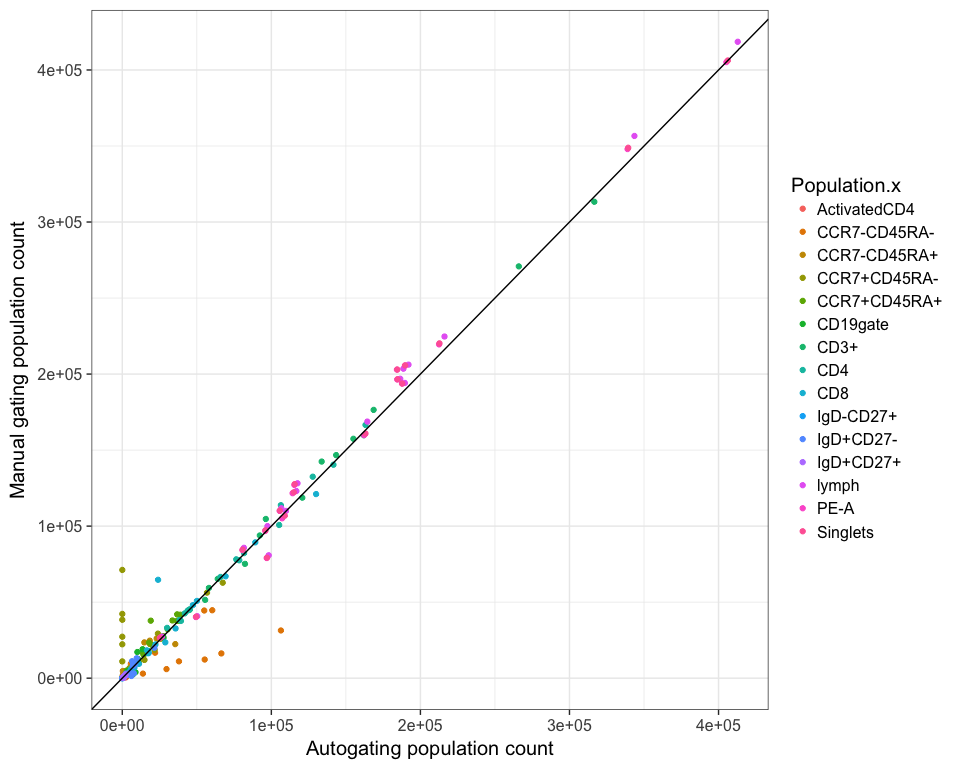 Manual gating population count
4e+05
3e+05
2e+05
1e+05
0e+00
0e+00 1e+05 2e+05 3e+05 4e+05
Autogating population count
Population.x
ActivatedCD4
CCR7-CD45RA-
CCR7-CD45RA+
CCR7+CD45RA-
CCR7+CD45RA+
CD19gate
CD3+
CD4
CD8
IgD-CD27+
IgD+CD27-
IgD+CD27+
lymph
PE-A
Singlets